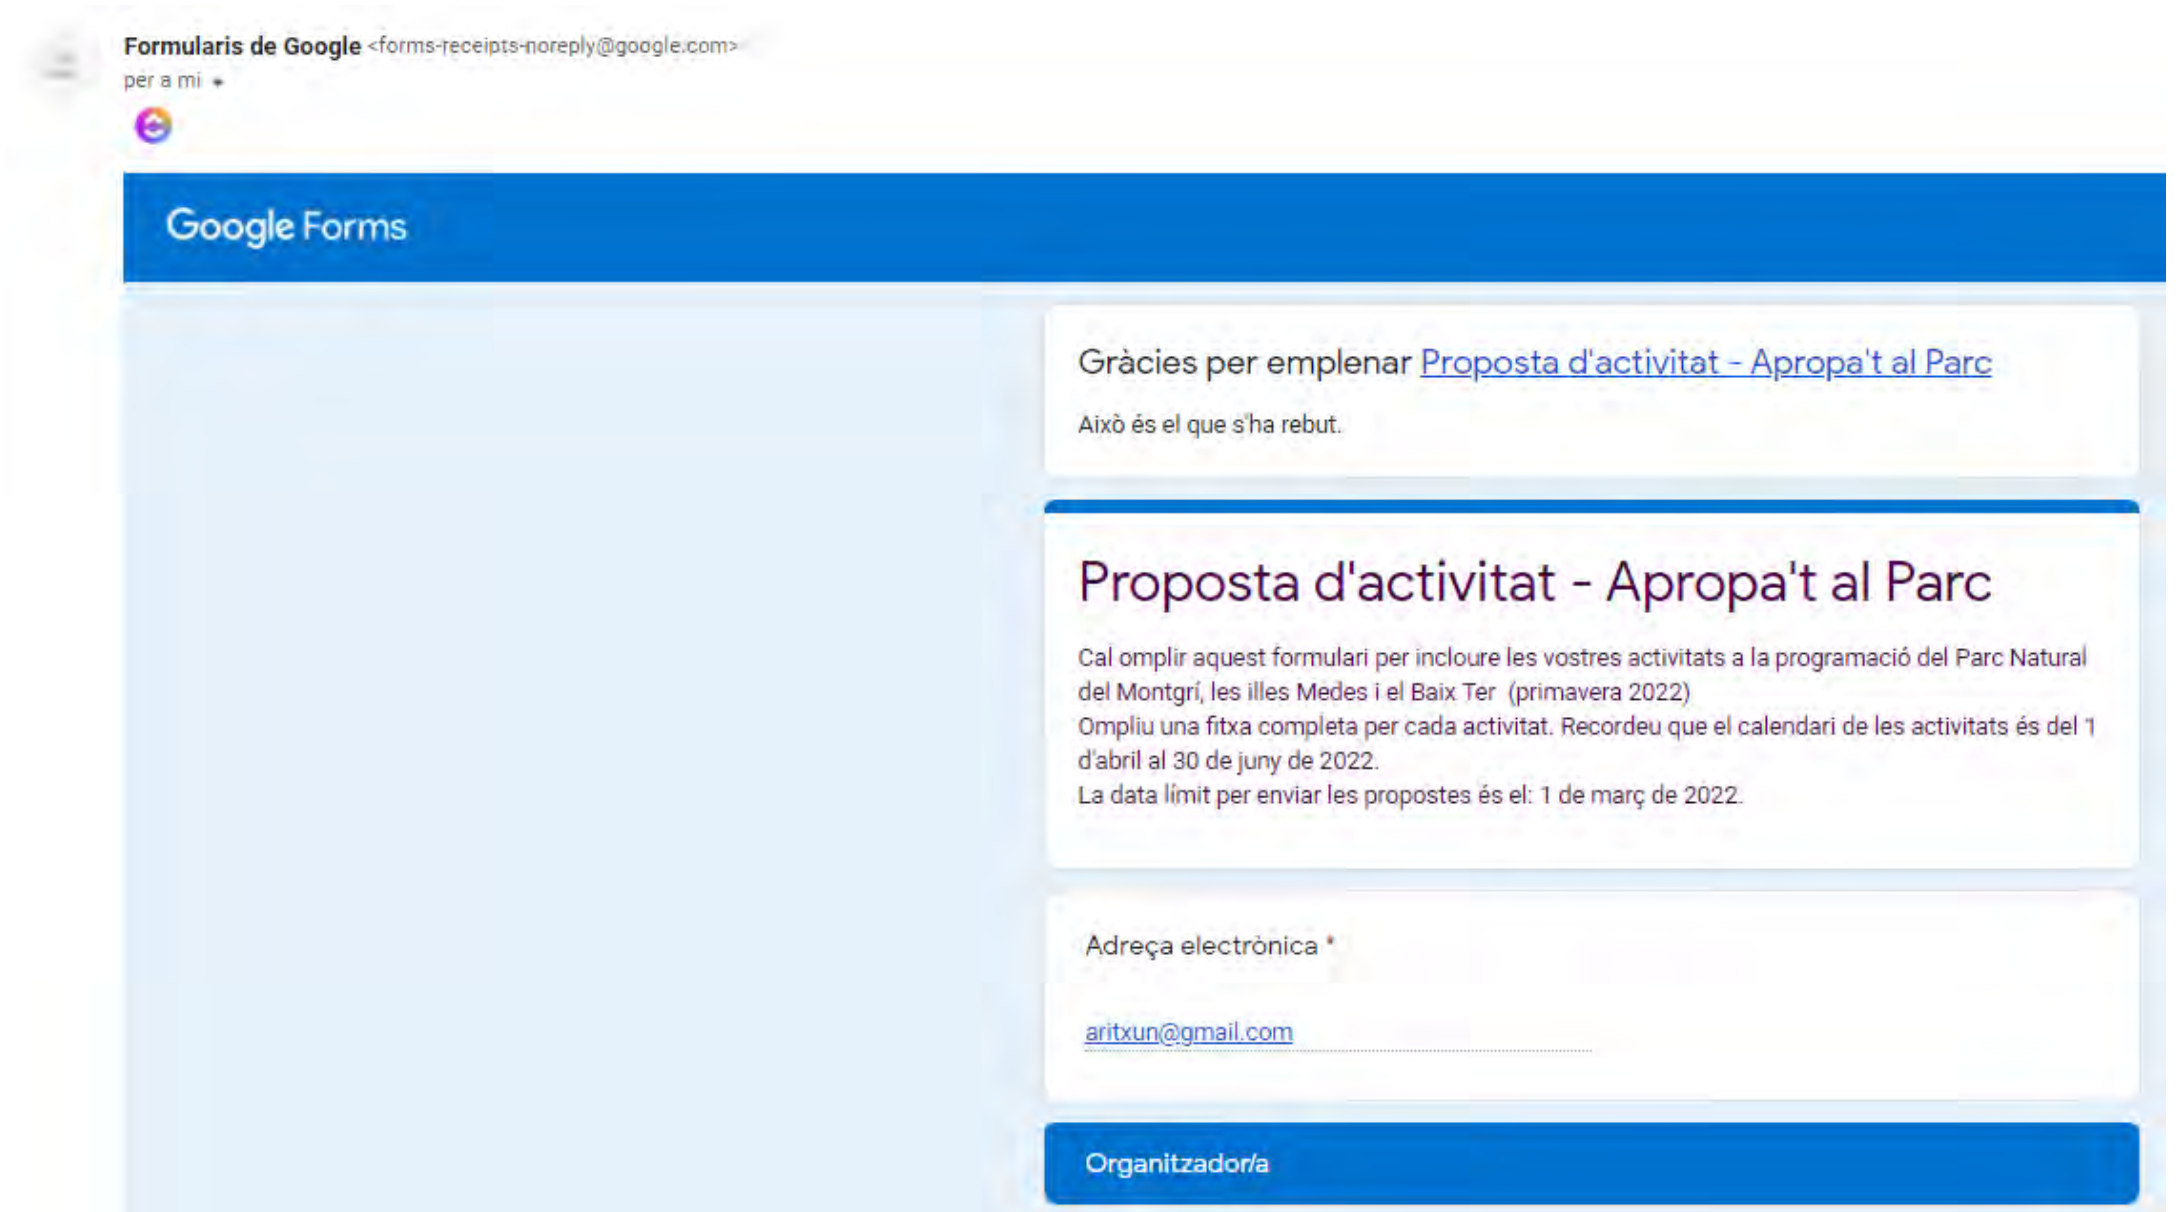 Formularis de Google <forms-receipts-noreply@google.com>
per a mi
Google Forms
Gràcies per emplenar Proposta d'activitat - Apropa't al Parc
Això és el que s'ha rebut.
Proposta d'activitat - Apropa't al Parc
Cal omplir aquest formulari per incloure les vostres activitats a la programació del Parc Natural
del Montgrí, les illes Medes i el Baix Ter (primavera 2022)
Ompliu una fitxa completa per cada activitat. Recordeu que el calendari de les activitats és del 1
d'abril al 30 de juny de 2022.
La data límit per enviar les propostes és el: 1 de març de 2022.
Adreça electrònica *
aritxun@gmail.com
Organitzador/a